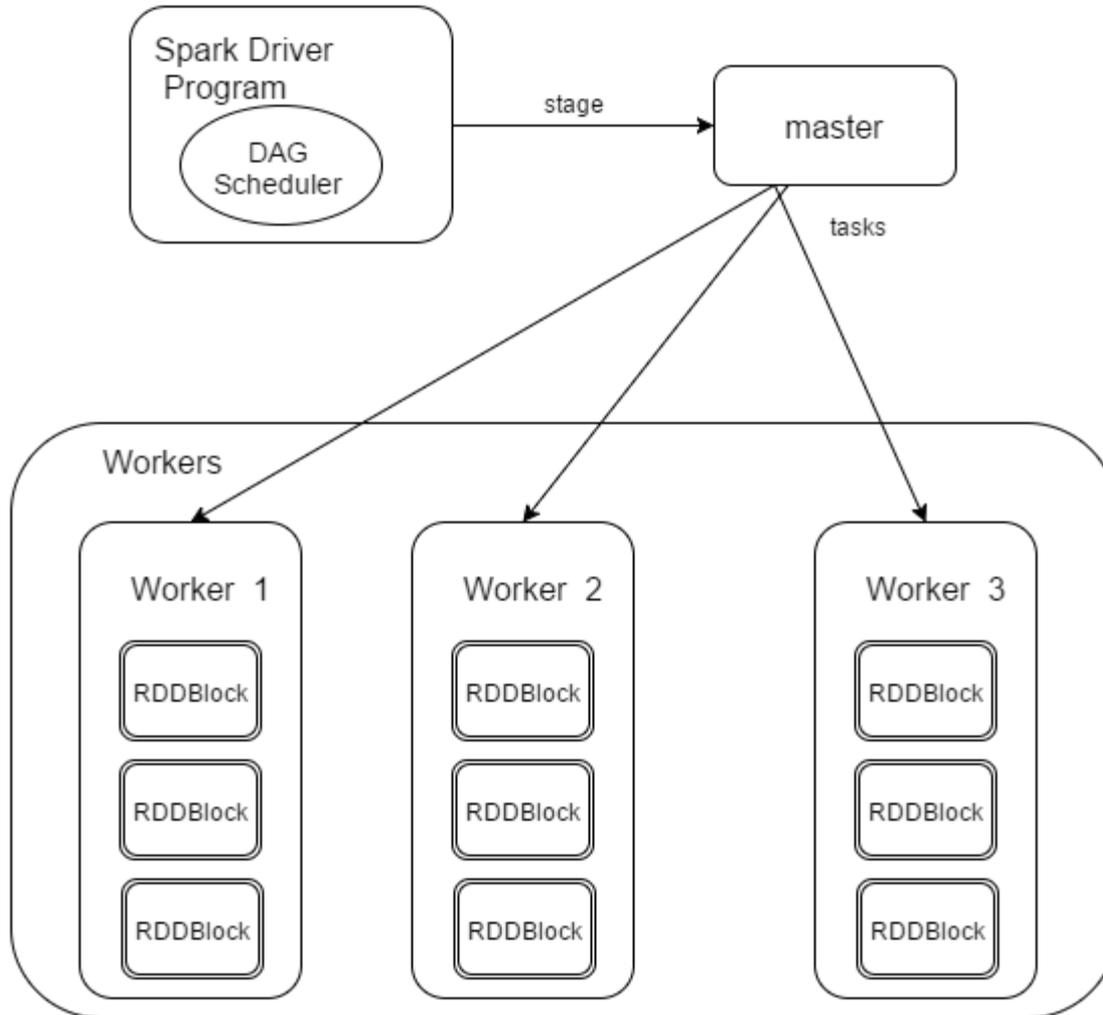 Spark Driver
Program
DAG
Scheduler
stage
master
tasks
Workers
Worker 1
RDDBlock
RDDBlock
RDDBlock
Worker 2
RDDBlock
RDDBlock
RDDBlock
Worker 3
RDDBlock
RDDBlock
RDDBlock